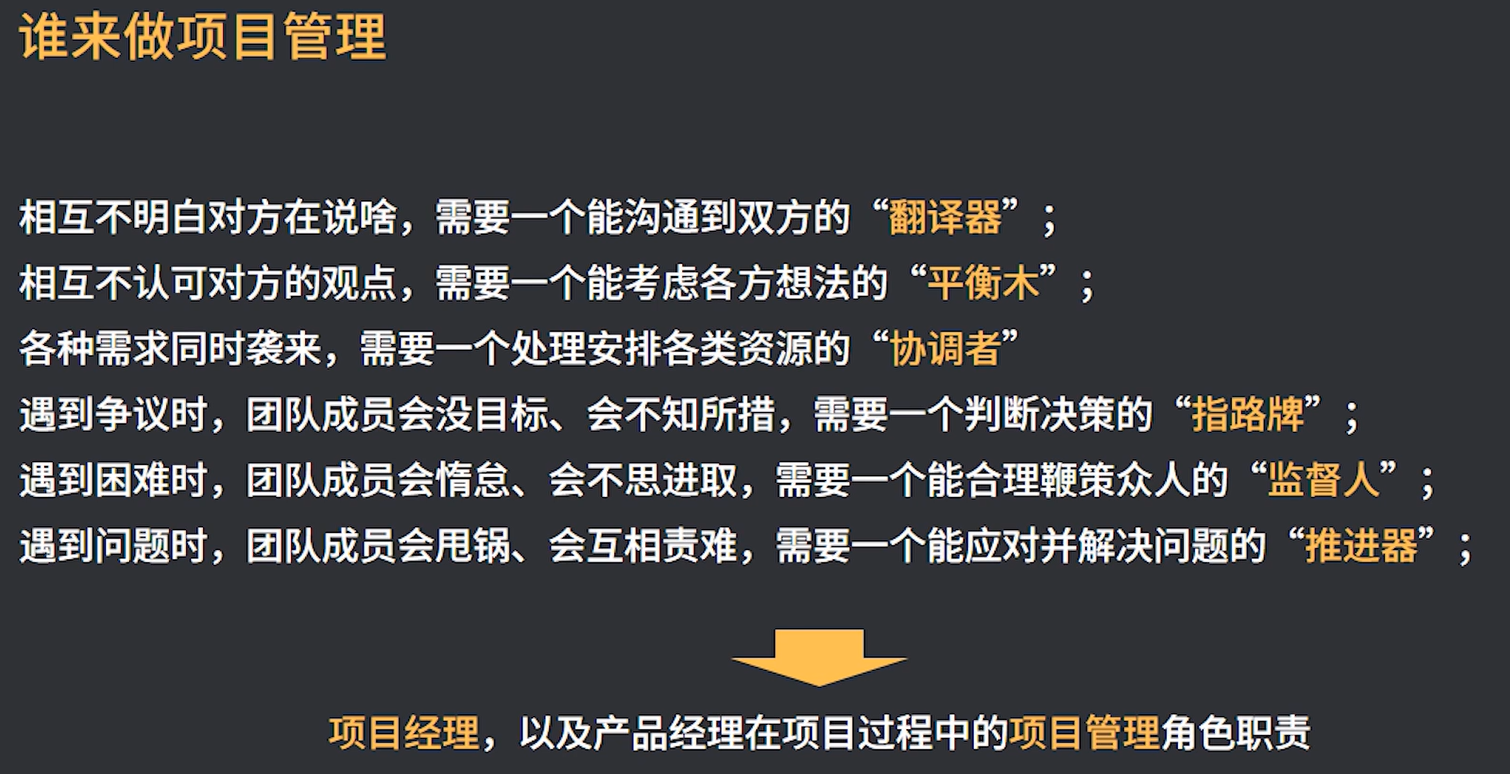 谁来做项目管理
相互不明白对方在说啥，需要一个能沟通到双方的“翻译器”；
相互不认可对方的观点，需要一个能考虑各方想法的“平衡木”；
各种需求同时袭来，需要一个处理安排各类资源的“协调者”
遇到争议时，团队成员会没目标、会不知所措，需要一个判断决策的“指路牌”；
遇到困难时，团队成员会惰怠、会不思进取，需要一个能合理鞭策众人的“监督人”；
遇到问题时，团队成员会甩锅、会互相责难，需要一个能应对并解决问题的“推进器”；
项目经理，以及产品经理在项目过程中的项目管理角色职责